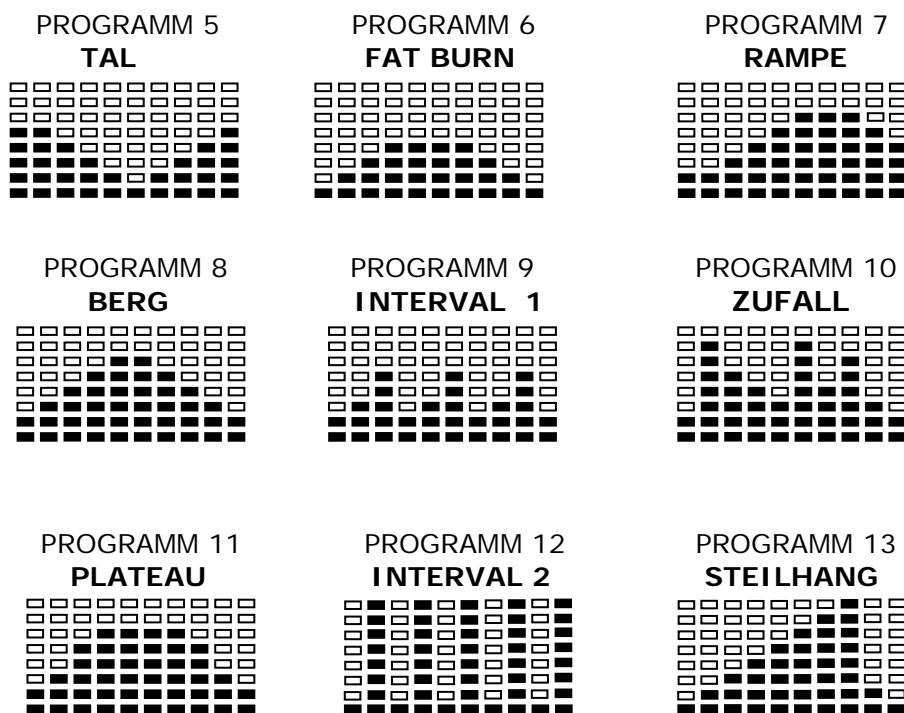 PROGRAMM 5
TAL
PROGRAMM 6
FAT BURN
PROGRAMM 7
RAMPE
PROGRAMM 8
BERG
PROGRAMM 9
INTERVAL 1
PROGRAMM 10
ZUFALL
PROGRAMM 11
PLATEAU
PROGRAMM 12
INTERVAL 2
PROGRAMM 13
STEILHANG